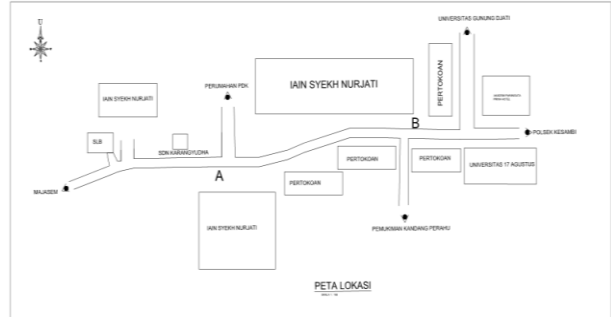 UNIVERSITAS GUNUNG DJATI
U
PERTOKOAN
IAIN SYEKH NURJATI
PERUMAHAN PDK
IAIN SYEKH NURJATI
B
POLSEK KESAMBI
SLB
SDN KARANGYUDHA
PERTOKOAN
PERTOKOAN
UNIVERSITAS 17 AGUSTUS
A
PERTOKOAN
MAJASEM
PEMUKIMAN KANDANG PERAHU
IAIN SYEKH NURJATI
PETA LOKASI